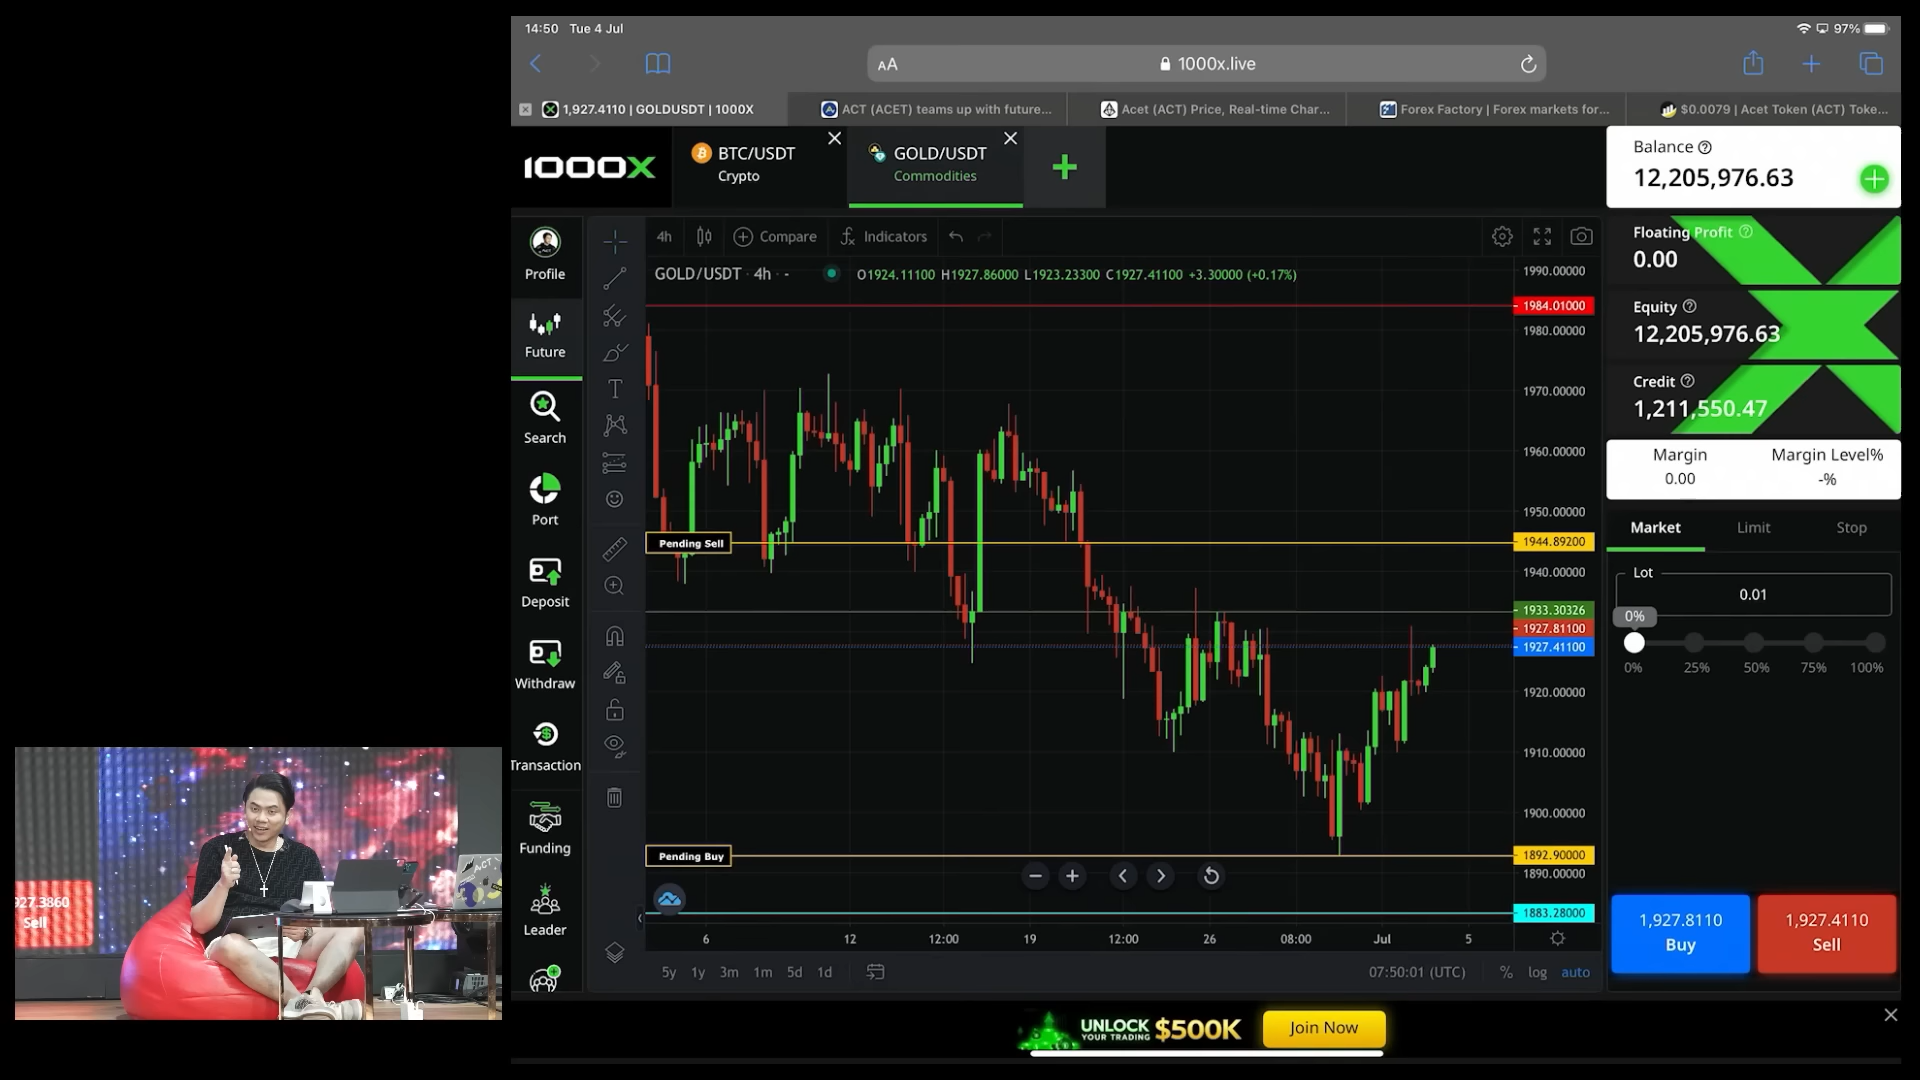 14:50 Tue 4 Jul
97%
AA
1000x.live
1,927.4110 | GOLDUSDT | 1000X
ACT (ACET) teams up with future...
Acet (ACT) Price, Real-time Char...
Forex Factory | Forex markets for...
$0.0079 | Acet Token (ACT) Toke...
1000X
BTC/USDT
Crypto
GOLD/USDT
Commodities
Balance
12,205,976.63
Floating Profit
0.00
Equity
12,205,976.63
Credit
1,211,550.47
Margin
0.00
Margin Level%
-%
Market
Limit
Stop
Lot
0.01
0%
0%
25%
50%
75%
100%
1,927.8110
Buy
1,927.4110
Sell
Profile
Future
Search
Port
Deposit
Withdraw
Transaction
Funding
Leader
4h
Compare
Indicators
GOLD/USDT · 4h · -
O1924.11100 H1927.86000 L1923.23300 C1927.41100 +3.30000 (+0.17%)
1990.00000
1984.01000
1980.00000
1970.00000
1960.00000
1950.00000
Pending Sell
1944.89200
1940.00000
1933.30326
1927.81100
1927.41100
1920.00000
1910.00000
1900.00000
Pending Buy
1892.90000
1890.00000
1883.28000
6
12
12:00
19
12:00
26
08:00
Jul
5
5y
1y
3m
1m
5d
1d
07:50:01 (UTC)
%
log
auto
UNLOCK
YOUR TRADING
$500K
Join Now
927.3860
Sell
ACT